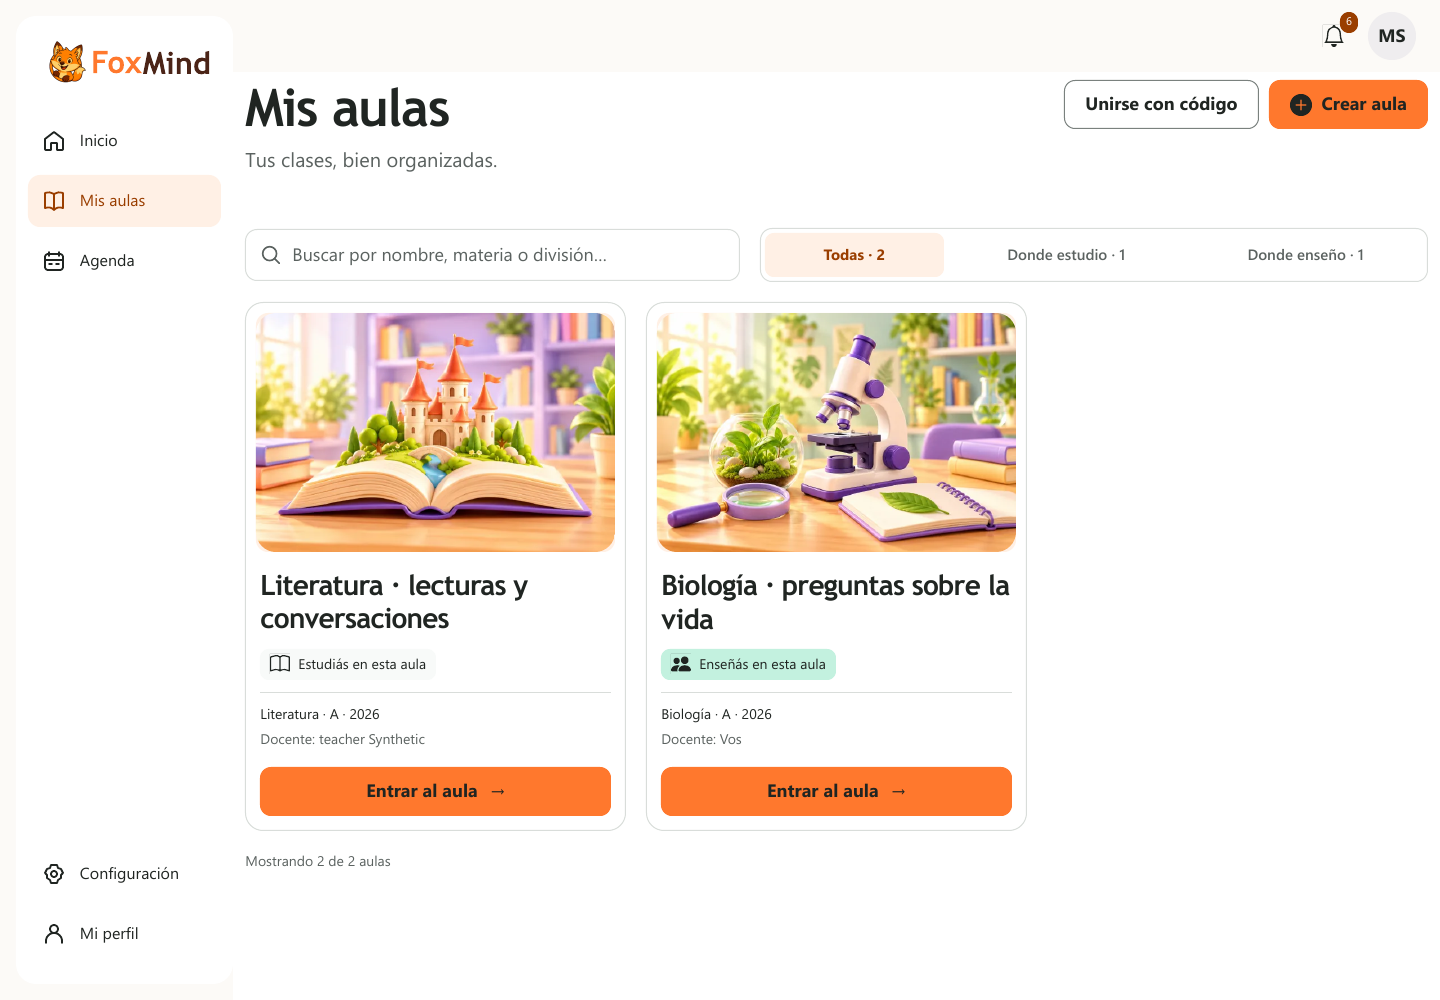 FoxMind
6
MS
Inicio
Mis aulas
Agenda
Configuración
Mi perfil
Mis aulas
Tus clases, bien organizadas.
Unirse con código
Crear aula
Buscar por nombre, materia o división...
Todas · 2
Donde estudio · 1
Donde enseño · 1
Literatura · lecturas y
conversaciones
Estudiás en esta aula
Literatura · A · 2026
Docente: teacher Synthetic
Entrar al aula →
Biología · preguntas sobre la
vida
Enseñás en esta aula
Biología · A · 2026
Docente: Vos
Entrar al aula →
Mostrando 2 de 2 aulas